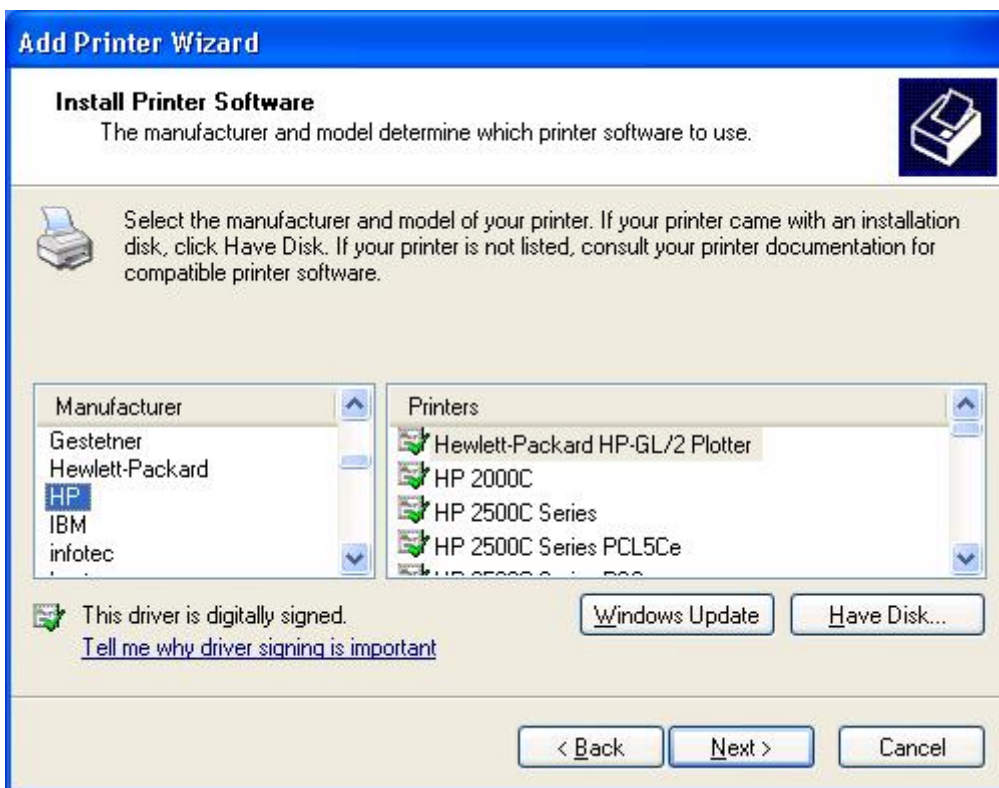 Add Printer Wizard
Install Printer Software
The manufacturer and model determine which printer software to use.
Select the manufacturer and model of your printer. If your printer came with an installation
disk, click Have Disk. If your printer is not listed, consult your printer documentation for
compatible printer software.
Manufacturer
Gestetner
Hewlett-Packard
HP
IBM
infotec
Printers
Hewlett-Packard HP-GL/2 Plotter
HP 2000C
HP 2500C Series
HP 2500C Series PCL5Ce
This driver is digitally signed.
Tell me why driver signing is important
Windows Update
Have Disk...
< Back
Next >
Cancel